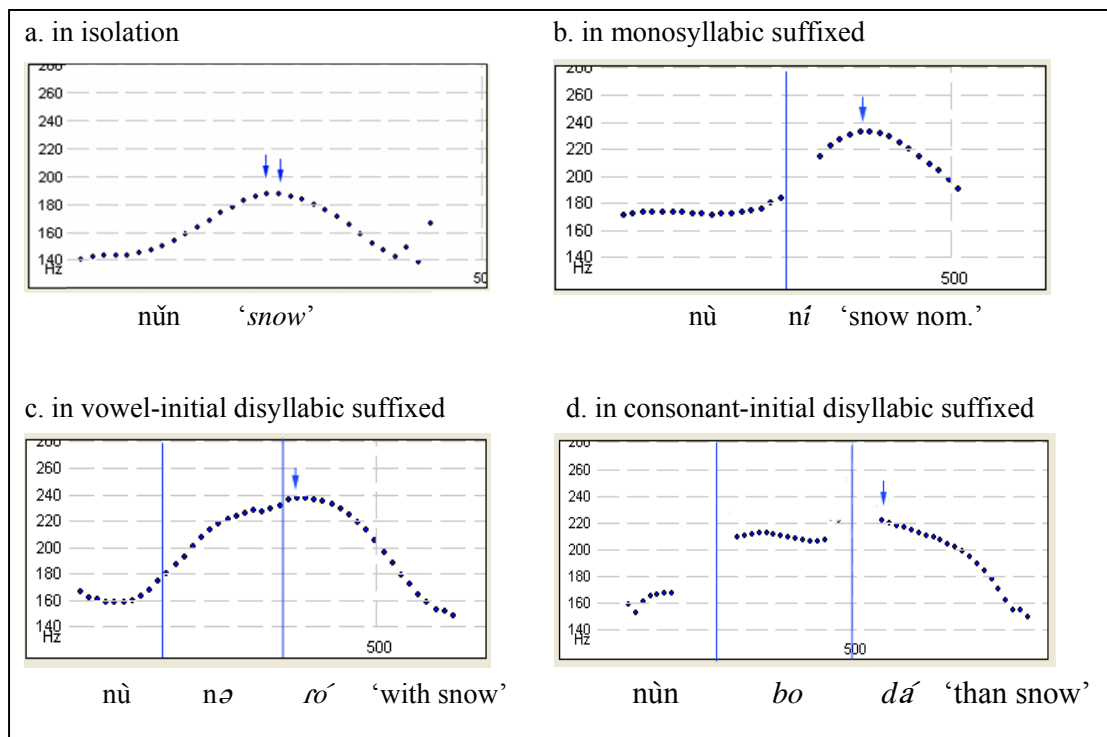 a. in isolation
b. in monosyllabic suffixed
200
260
240
220
200
180
160
140
Hz
50
280
260
240
220
200
180
160
140
Hz
500
nǔn ‘snow’
nù ní ‘snow nom.’
c. in vowel-initial disyllabic suffixed
d. in consonant-initial disyllabic suffixed
260
240
220
200
180
160
140
Hz
500
260
240
220
200
180
160
140
Hz
500
nù nə ɾó ‘with snow’
nùn bo dá ‘than snow’